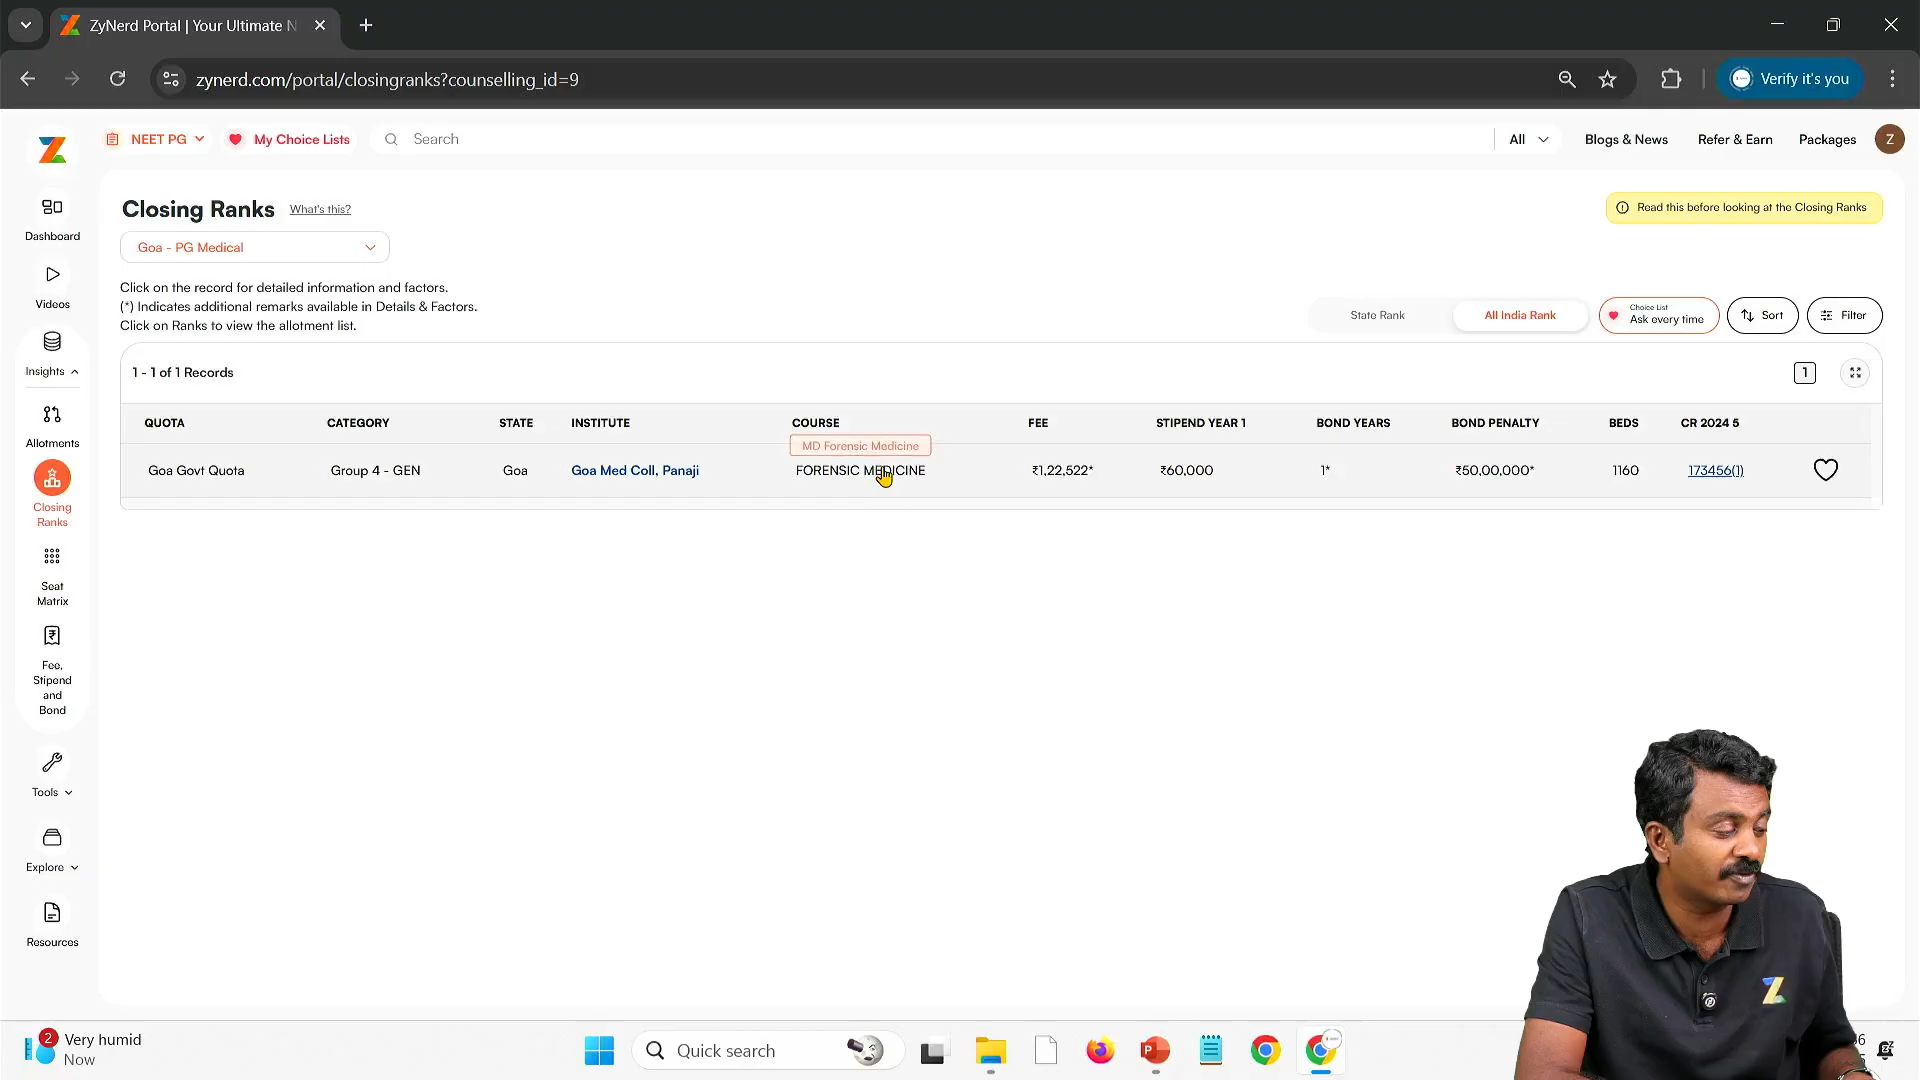 ZyNerd Portal | Your Ultimate N
zynerd.com/portal/closingranks?counselling_id=9
Verify it's you
NEET PG
My Choice Lists
Search
All
Blogs & News
Refer & Earn
Packages
Z
Dashboard
Videos
Insights
Allotments
Closing
Ranks
Seat
Matrix
Fee,
Stipend
and
Bond
Tools
Explore
Resources
Closing Ranks
What's this?
Read this before looking at the Closing Ranks
Goa - PG Medical
Click on the record for detailed information and factors.
(*) Indicates additional remarks available in Details & Factors.
Click on Ranks to view the allotment list.
State Rank
All India Rank
Choice List
Ask every time
Sort
Filter
1 - 1 of 1 Records
1
QUOTA CATEGORY STATE INSTITUTE COURSE FEE STIPEND YEAR 1 BOND YEARS BOND PENALTY BEDS CR 2024 5
MD Forensic Medicine
Goa Govt Quota Group 4 - GEN Goa Goa Med Coll, Panaji FORENSIC MEDICINE ₹1,22,522* ₹60,000 1* ₹50,00,000* 1160 173456(1)
2
Very humid
Now
Quick search